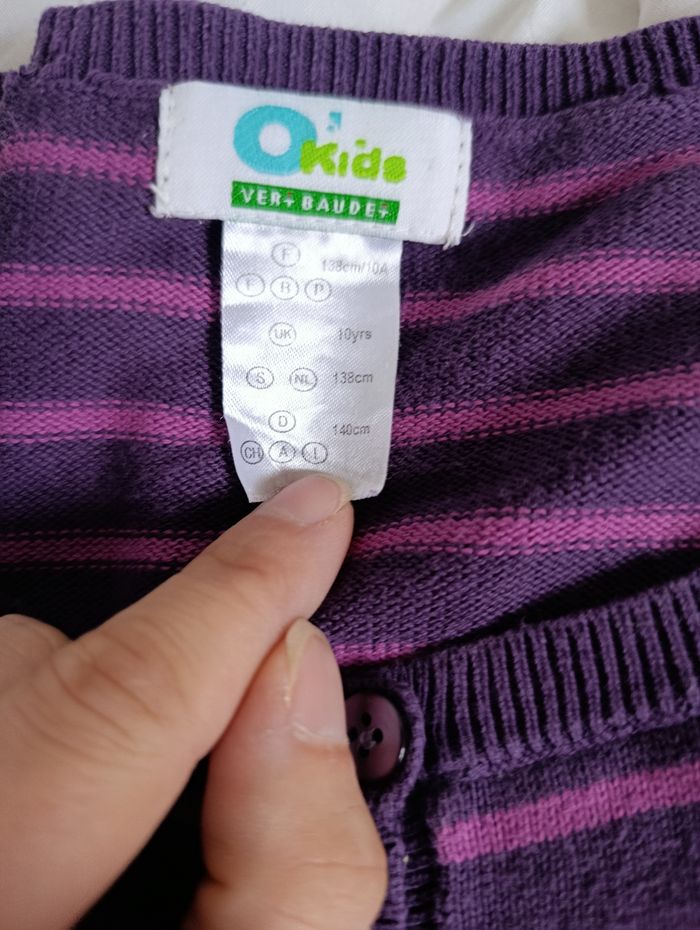 O'Kids
VERTBAUDET
F
138cm/10A
E B P
UK 10yrs
S NL 138cm
D
140cm
CH A I